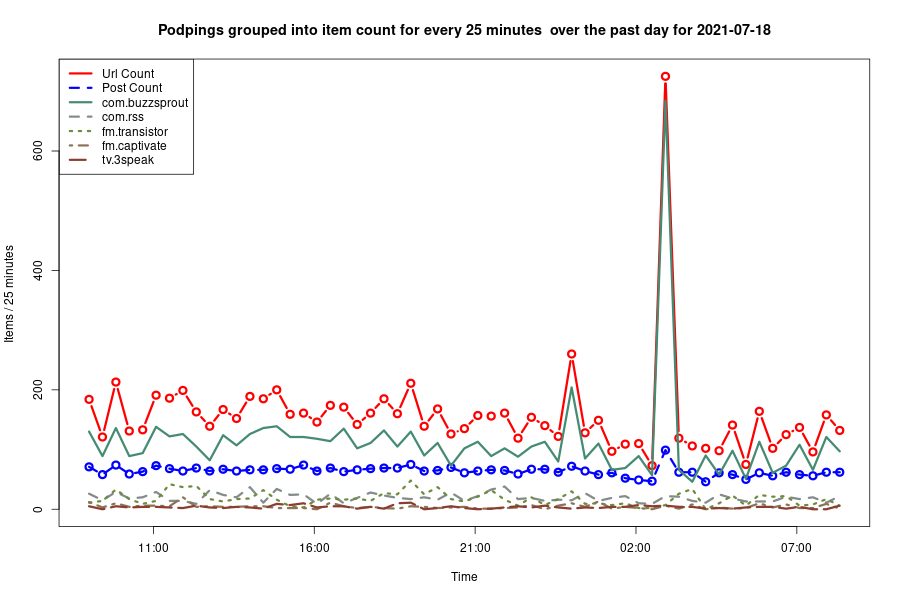 Podpings grouped into item count for every 25 minutes  over the past day for 2021-07-18
Url Count
Post Count
com.buzzsprout
com.rss
fm.transistor
fm.captivate
tv.3speak
Items / 25 minutes
600
400
200
0
11:00
16:00
21:00
02:00
07:00
Time